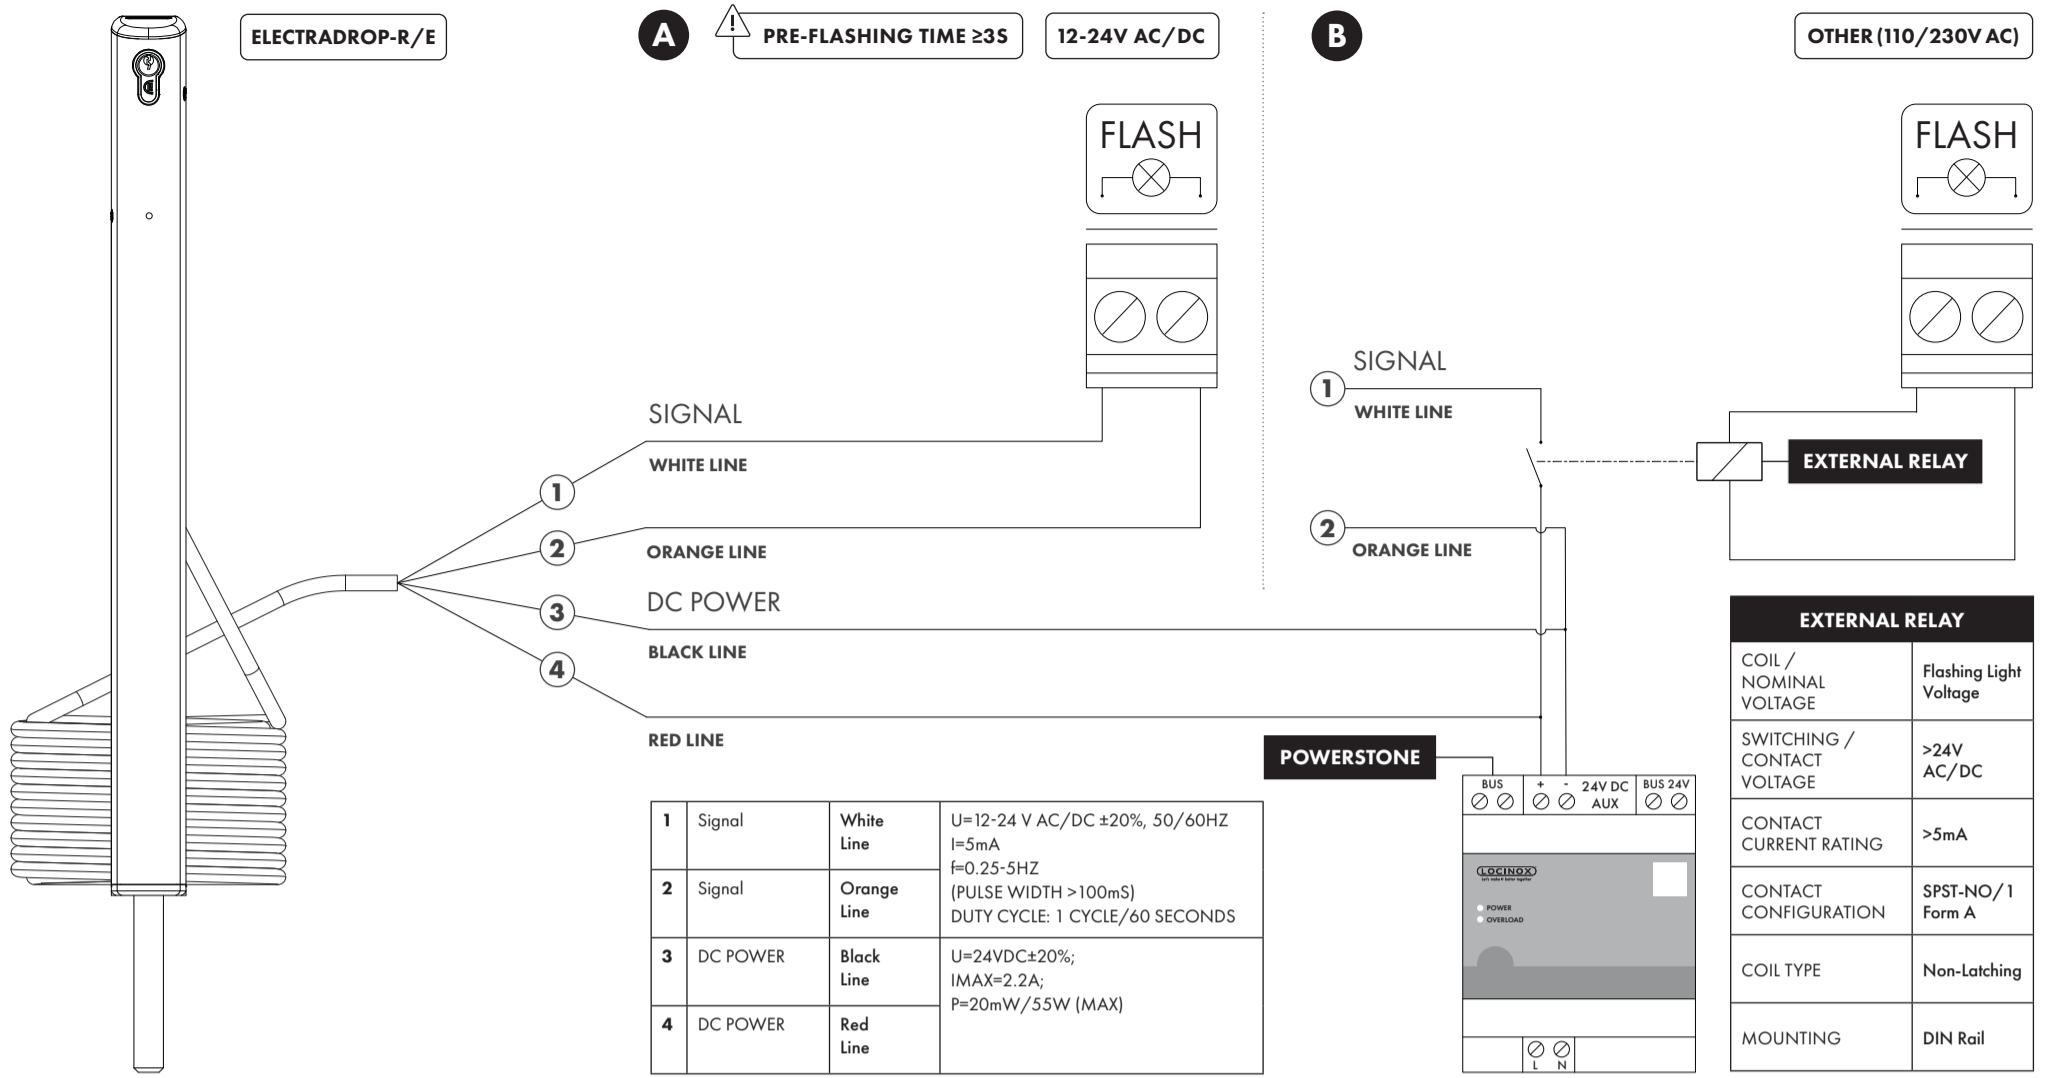 ELECTRADROP-R/E
A
!
PRE-FLASHING TIME ≥3S
12-24V AC/DC
B
OTHER (110/230V AC)
FLASH
FLASH
SIGNAL
1
WHITE LINE
SIGNAL
WHITE LINE
EXTERNAL RELAY
1
2
ORANGE LINE
2
ORANGE LINE
DC POWER
3
BLACK LINE
4
RED LINE
POWERSTONE
BUS
+ -
24V DC
AUX
BUS 24V
LOCINOX
Let's make it better together
POWER
OVERLOAD
L N
1 Signal White
Line
U=12-24 V AC/DC ±20%, 50/60HZ
I=5mA
f=0.25-5HZ
(PULSE WIDTH >100mS)
DUTY CYCLE: 1 CYCLE/60 SECONDS
2 Signal Orange
Line
3 DC POWER Black
Line
U=24VDC±20%;
IMAX=2.2A;
P=20mW/55W (MAX)
4 DC POWER Red
Line
EXTERNAL RELAY
COIL /
NOMINAL
VOLTAGE
Flashing Light
Voltage
SWITCHING /
CONTACT
VOLTAGE
>24V
AC/DC
CONTACT
CURRENT RATING
>5mA
CONTACT
CONFIGURATION
SPST-NO/1
Form A
COIL TYPE
Non-Latching
MOUNTING
DIN Rail